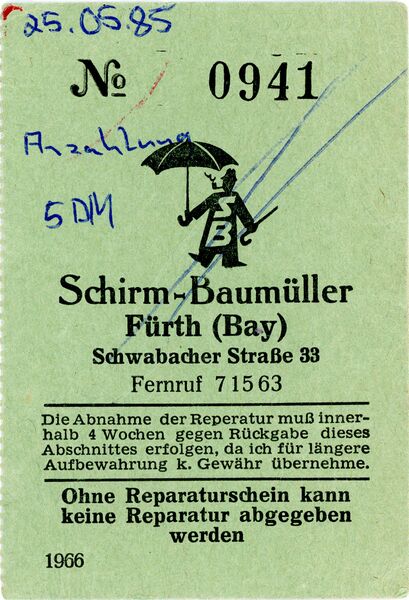 25.05.85
No 0941
Anzahlung
5 DM
S
B
Schirm-Baumüller
Fürth (Bay)
Schwabacher Straße 33
Fernruf 71563
Die Abnahme der Reperatur muß inner-
halb 4 Wochen gegen Rückgabe dieses
Abschnittes erfolgen, da ich für längere
Aufbewahrung k. Gewähr übernehme.
Ohne Reparaturschein kann
keine Reparatur abgegeben
werden
1966